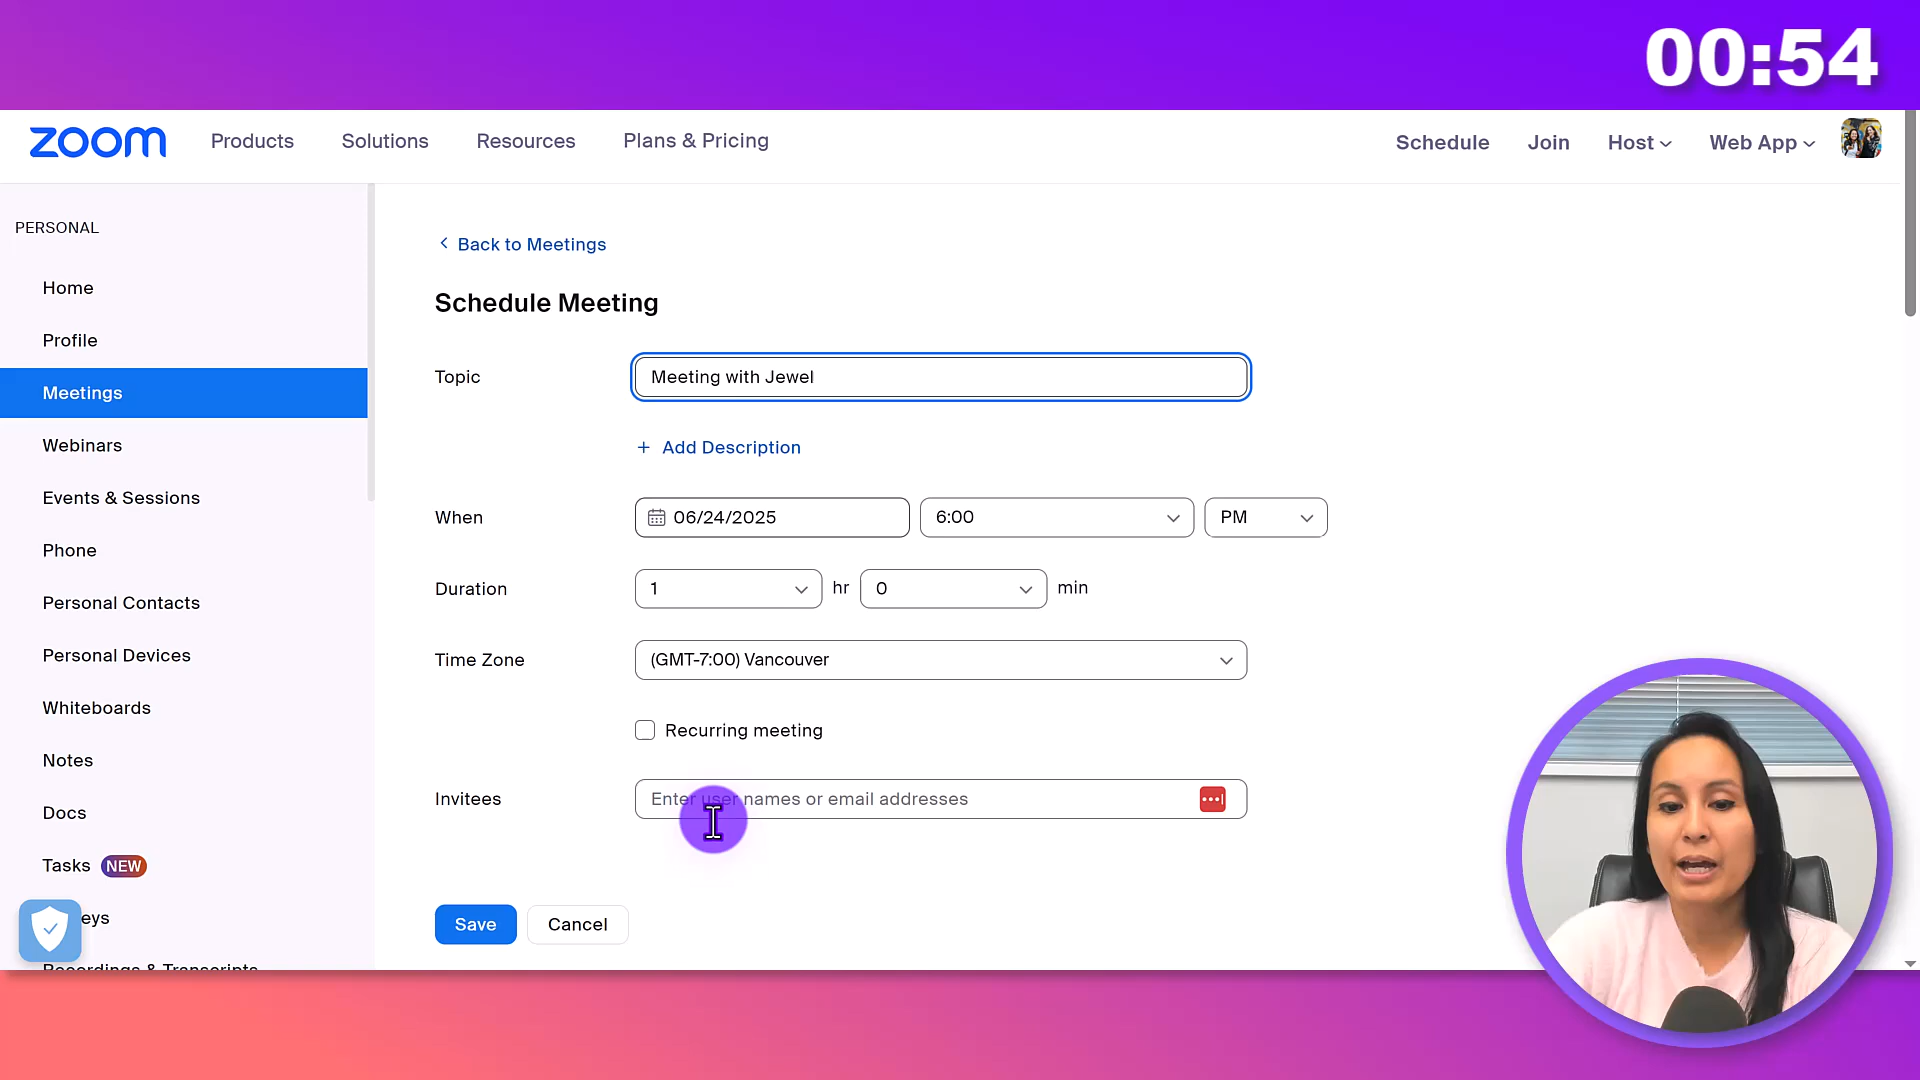 00:54
zoom
Products Solutions Resources Plans & Pricing
Schedule Join Host Web App
PERSONAL
Home
Profile
Meetings
Webinars
Events & Sessions
Phone
Personal Contacts
Personal Devices
Whiteboards
Notes
Docs
Tasks NEW
eys
Recordings & Transcripts
Back to Meetings
Schedule Meeting
Topic Meeting with Jewel
+ Add Description
When 06/24/2025 6:00 PM
Duration 1 hr 0 min
Time Zone (GMT-7:00) Vancouver
Recurring meeting
Invitees Enter user names or email addresses
Save Cancel